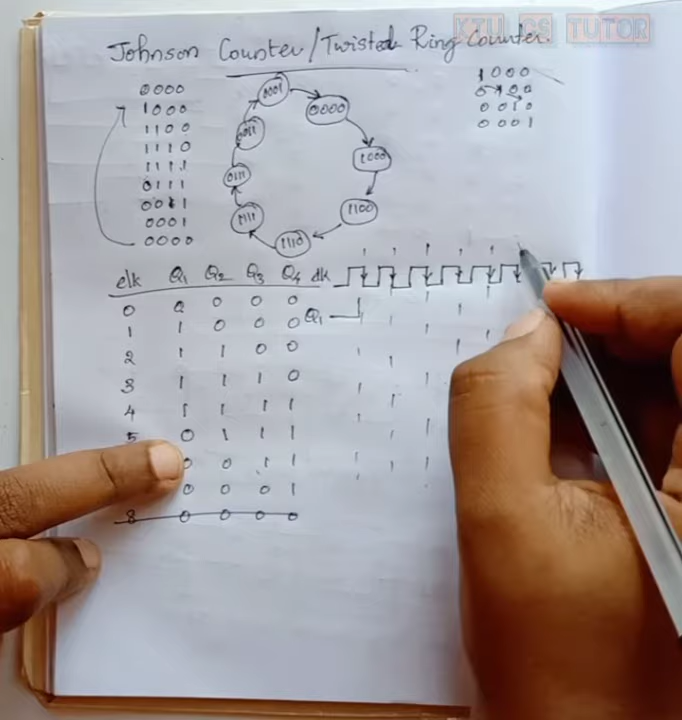 KTU CS TUTOR
Johnson Counter/Twisted Ring Counter
0000
1000
1100
1110
1111
0111
0011
0001
0000
0001
0000
1000
1100
1110
1111
0111
0011
1000
0100
0010
0001
clk Q1 Q2 Q3 Q4 clk
0 0 0 0 0
Q1
1 1 0 0 0
2 1 1 0 0
3 1 1 1 0
4 1 1 1 1
5 0 1 1 1
0 0 1 1
0 0 0 1
8 0 0 0 0